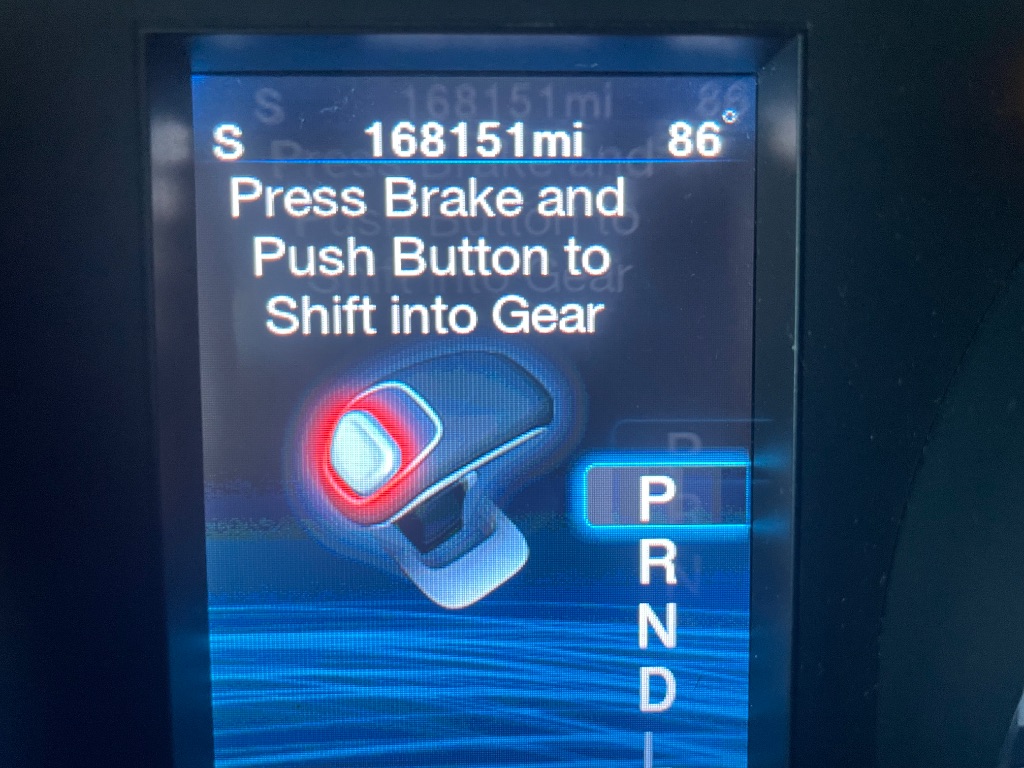 S 168151mi 86°
Press Brake and
Push Button to
Shift into Gear
P
R
N
D